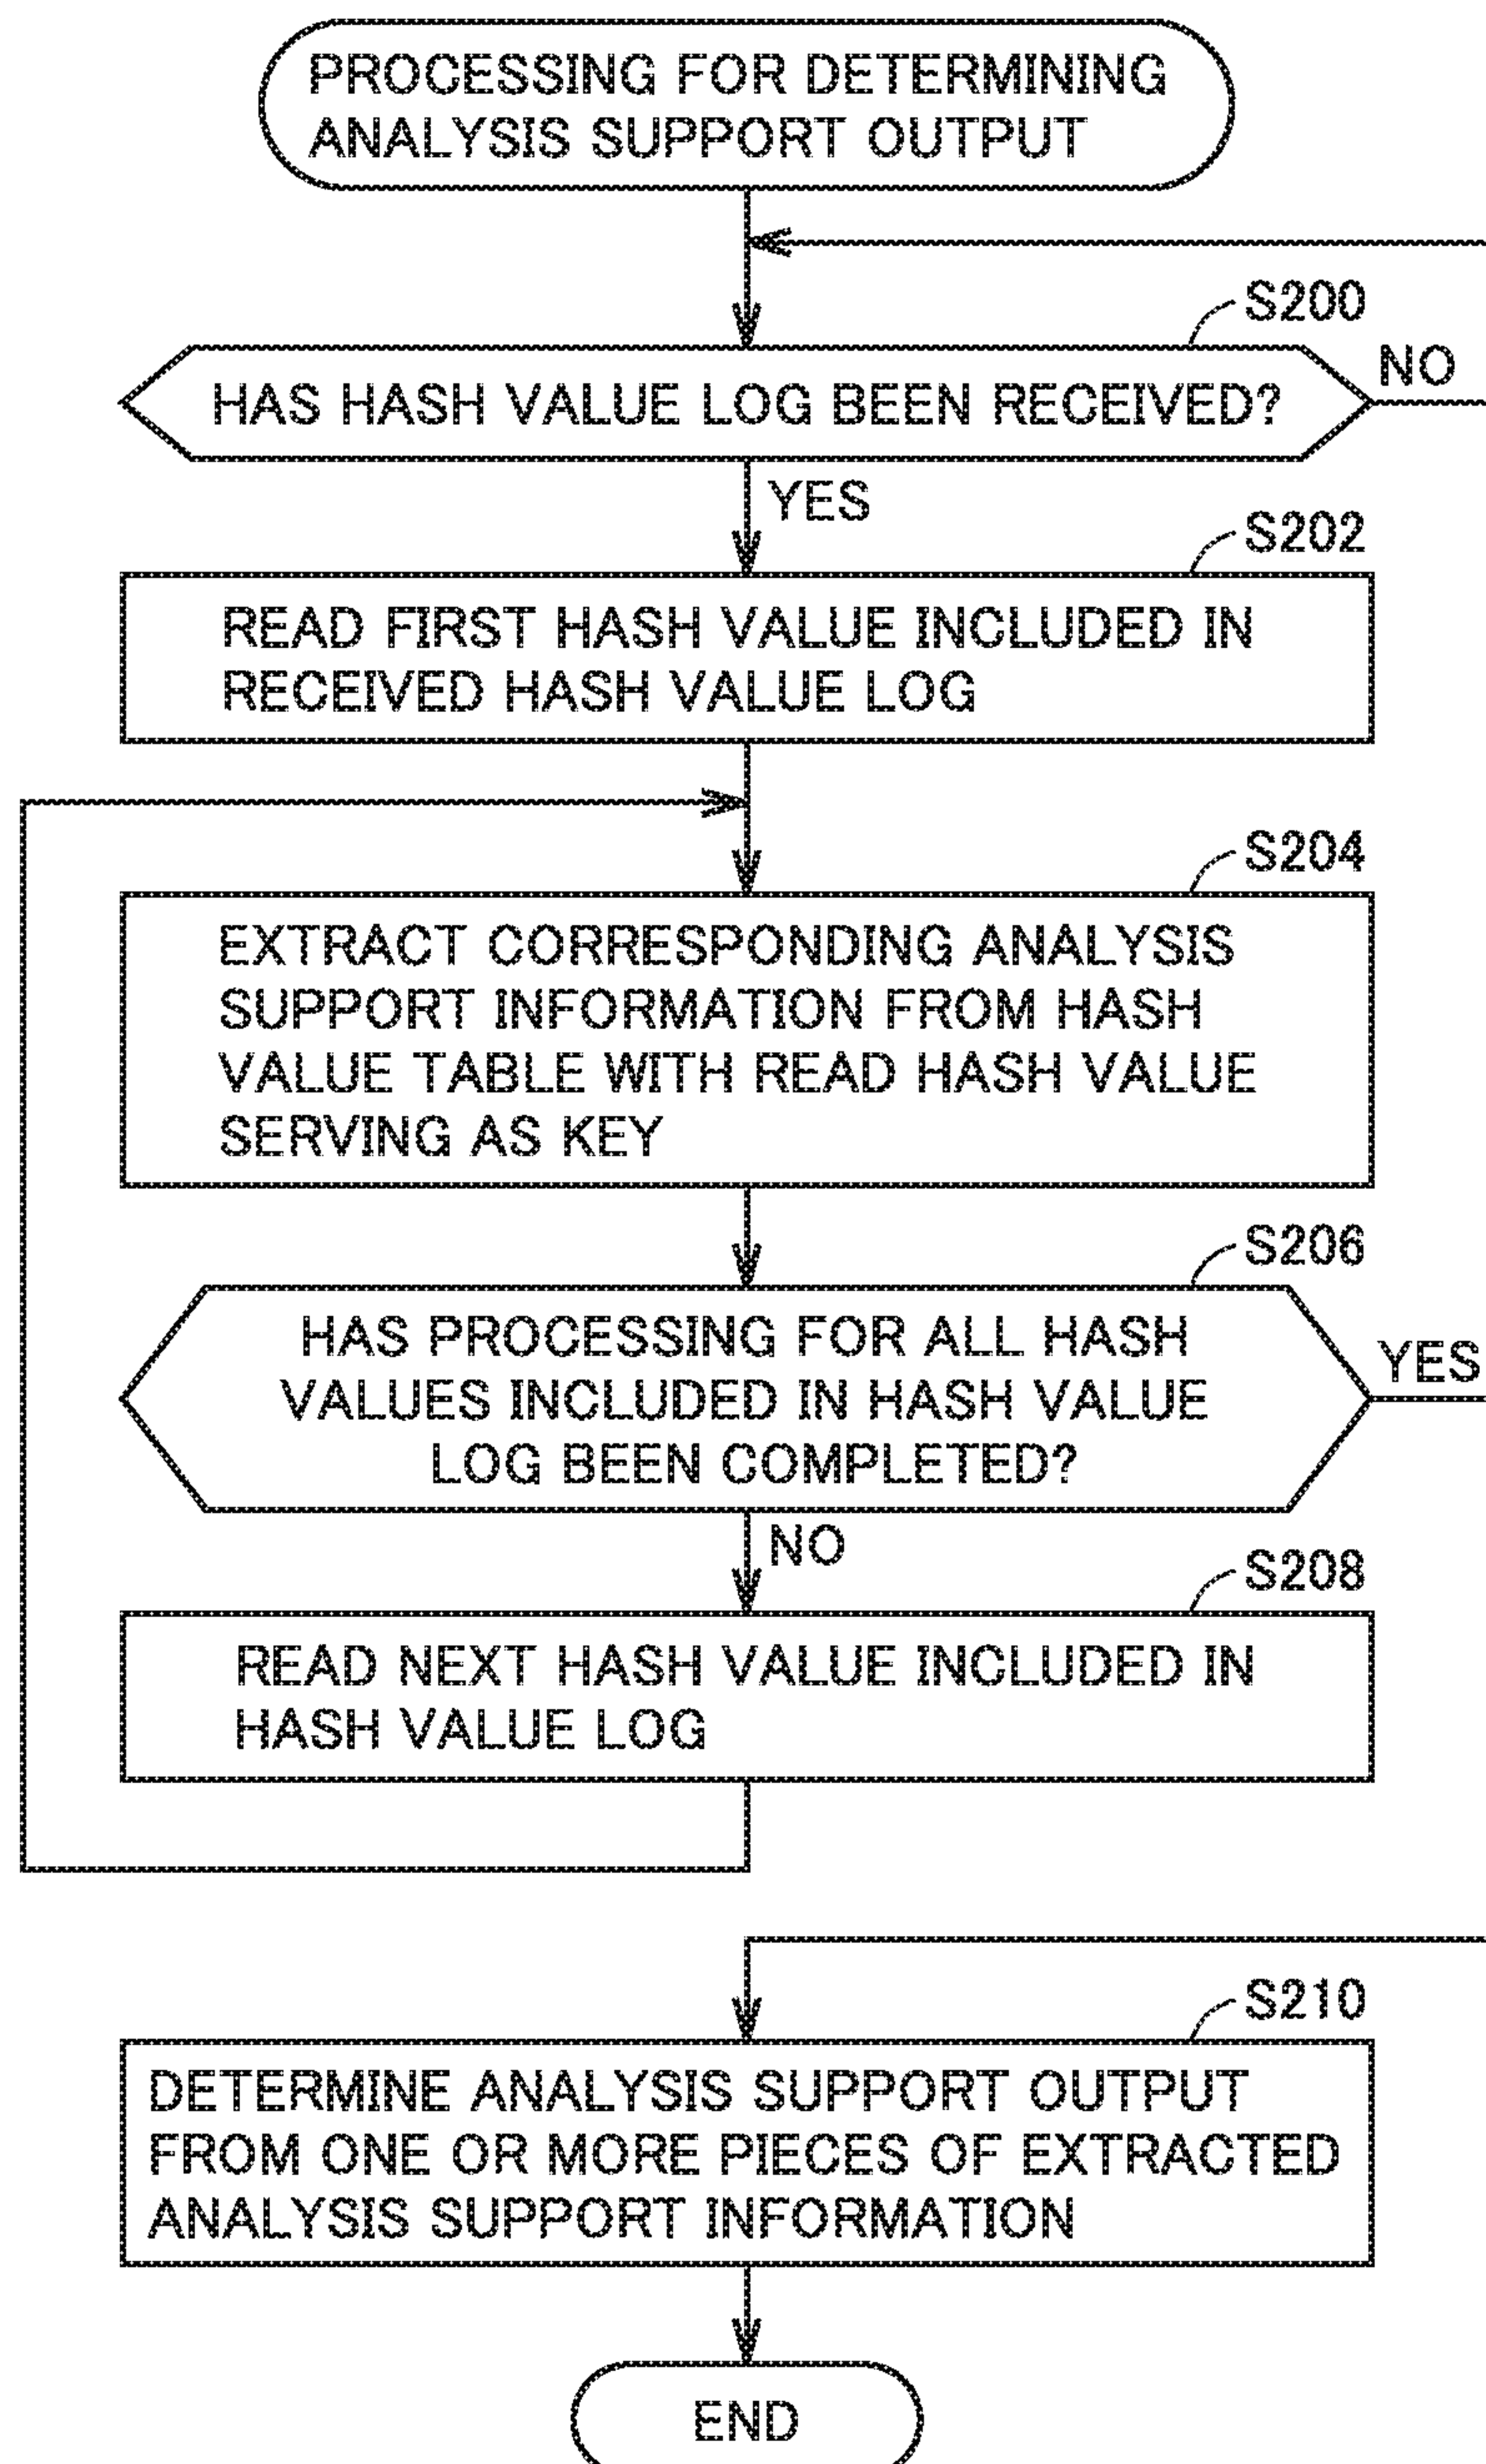 PROCESSING FOR DETERMINING
ANALYSIS SUPPORT OUTPUT
S200
HAS HASH VALUE LOG BEEN RECEIVED?
NO
YES
S202
READ FIRST HASH VALUE INCLUDED IN
RECEIVED HASH VALUE LOG
S204
EXTRACT CORRESPONDING ANALYSIS
SUPPORT INFORMATION FROM HASH
VALUE TABLE WITH READ HASH VALUE
SERVING AS KEY
S206
HAS PROCESSING FOR ALL HASH
VALUES INCLUDED IN HASH VALUE
LOG BEEN COMPLETED?
YES
NO
S208
READ NEXT HASH VALUE INCLUDED IN
HASH VALUE LOG
S210
DETERMINE ANALYSIS SUPPORT OUTPUT
FROM ONE OR MORE PIECES OF EXTRACTED
ANALYSIS SUPPORT INFORMATION
END